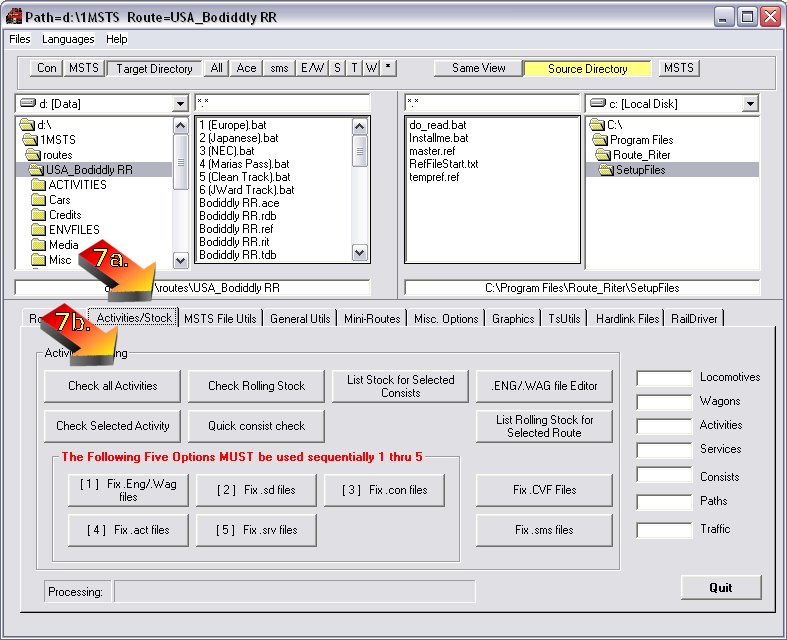 Path=d:\1MSTS Route=USA_Bodiddly RR
Files Languages Help
Con MSTS Target Directory All Ace sms E/W S T W * Same View Source Directory MSTS
d: [Data] *.* *.* c: [Local Disk]
d:\
1MSTS
routes
USA_Bodiddly RR
ACTIVITIES
Cars
Credits
ENVFILES
Media
Misc
1 (Europe).bat
2 (Japanese).bat
3 (NEC).bat
4 (Marias Pass).bat
5 (Clean Track).bat
6 (JWard Track).bat
Bodiddly RR.ace
Bodiddly RR.rdb
Bodiddly RR.ref
Bodiddly RR.rit
Bodiddly RR.tdb
do_read.bat
Installme.bat
master.ref
RefFileStart.txt
tempref.ref
C:\
Program Files
Route_Riter
SetupFiles
7a.
\routes\USA_Bodiddly RR C:\Program Files\Route_Riter\SetupFiles
7b.
Activities/Stock MSTS File Utils General Utils Mini-Routes Misc. Options Graphics TsUtils Hardlink Files RailDriver
Check all Activities Check Rolling Stock List Stock for Selected Consists .ENG/.WAG file Editor
Check Selected Activity Quick consist check List Rolling Stock for Selected Route
The Following Five Options MUST be used sequentially 1 thru 5
[ 1 ] Fix .Eng/.Wag files [ 2 ] Fix .sd files [ 3 ] Fix .con files Fix .CVF Files
[ 4 ] Fix .act files [ 5 ] Fix .srv files Fix .sms files
Locomotives
Wagons
Activities
Services
Consists
Paths
Traffic
Processing:
Quit